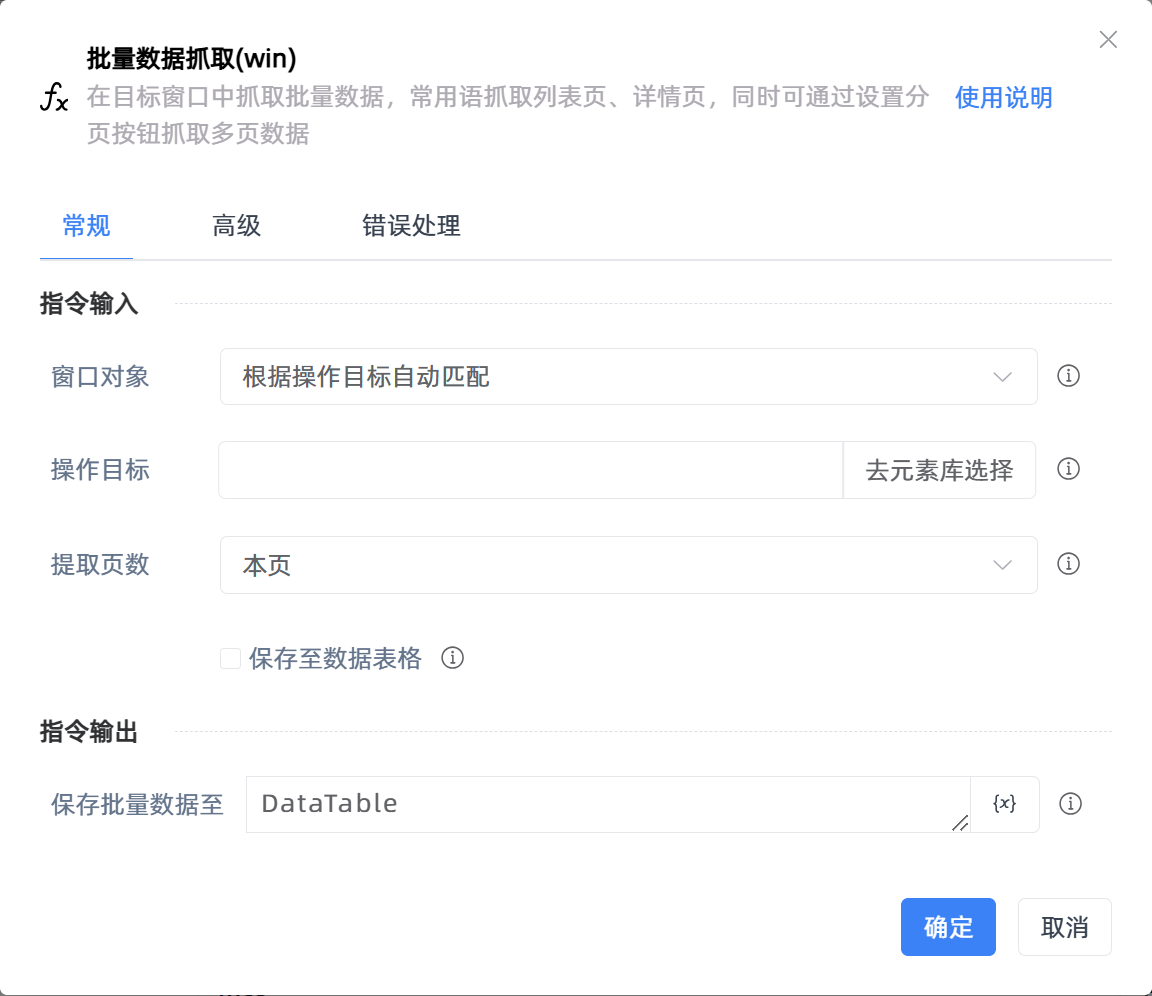 批量数据抓取(win)
fx
在目标窗口中抓取批量数据，常用语抓取列表页、详情页，同时可通过设置分
页按钮抓取多页数据
使用说明
常规 高级 错误处理
指令输入
窗口对象 根据操作目标自动匹配
操作目标 去元素库选择
提取页数 本页
保存至数据表格
指令输出
保存批量数据至 DataTable {x}
确定 取消